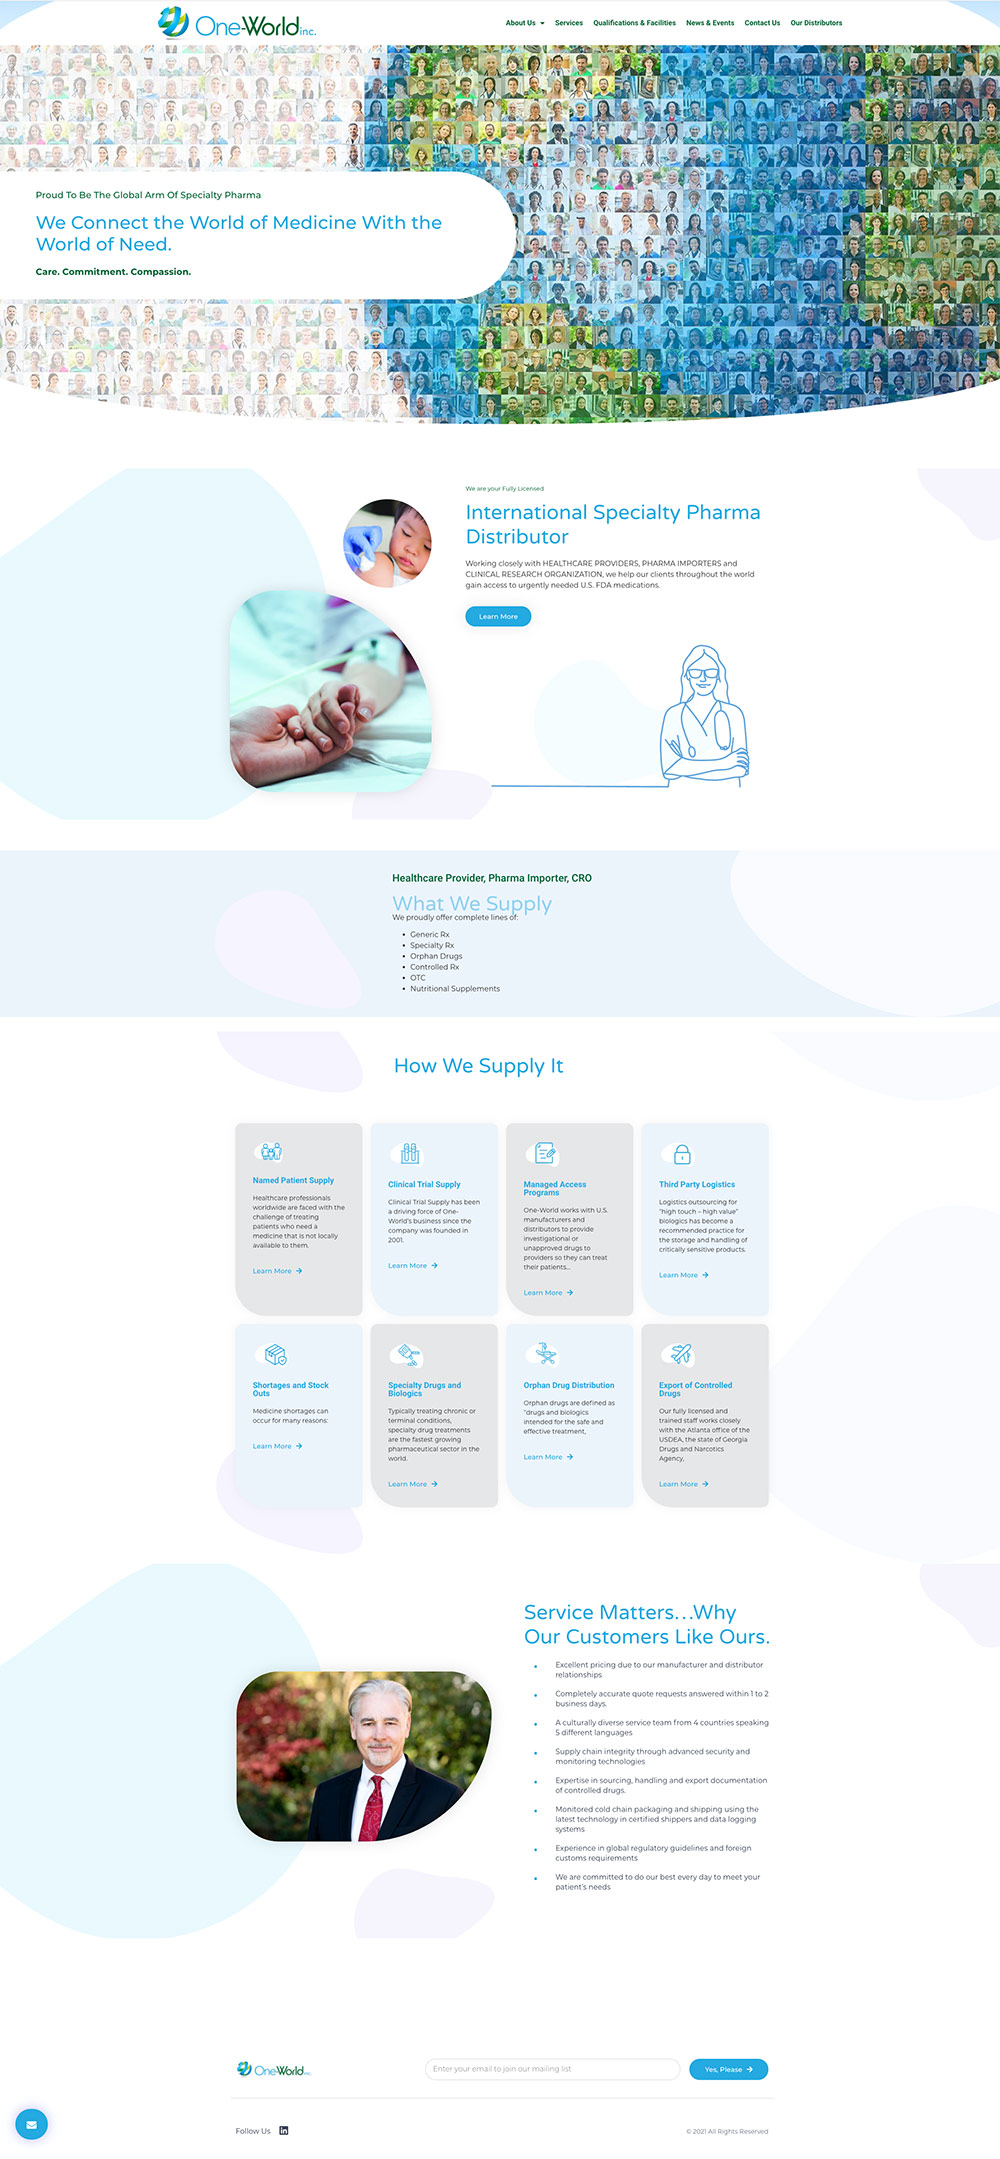 One-World inc.
About Us
Services
Qualifications & Facilities
News & Events
Contact Us
Our Distributors
Proud To Be The Global Arm Of Specialty Pharma
We Connect the World of Medicine With the
World of Need.
Care. Commitment. Compassion.
We are your Fully Licensed
International Specialty Pharma
Distributor
Working closely with HEALTHCARE PROVIDERS, PHARMA IMPORTERS and
CLINICAL RESEARCH ORGANIZATION, we help our clients throughout the world
gain access to urgently needed U.S. FDA medications.
Learn More
Healthcare Provider, Pharma Importer, CRO
What We Supply
We proudly offer complete lines of:
• Generic Rx
• Specialty Rx
• Orphan Drugs
• Controlled Rx
• OTC
• Nutritional Supplements
How We Supply It
Named Patient Supply
Healthcare professionals
worldwide are faced with the
challenge of treating
patients who need a
medicine that is not locally
available to them.
Learn More
Clinical Trial Supply
Clinical Trial Supply has been
a driving force of One-
World's business since the
company was founded in
2001.
Learn More
Managed Access
Programs
One-World works with U.S.
manufacturers and
distributors to provide
investigational or
unapproved drugs to
providers so they can treat
their patients...
Learn More
Third Party Logistics
Logistics outsourcing for
"high touch – high value"
biologics has become a
recommended practice for
the storage and handling of
critically sensitive products.
Learn More
Shortages and Stock
Outs
Medicine shortages can
occur for many reasons:
Learn More
Specialty Drugs and
Biologics
Typically treating chronic or
terminal conditions,
specialty drug treatments
are the fastest growing
pharmaceutical sector in the
world.
Learn More
Orphan Drug Distribution
Orphan drugs are defined as
"drugs and biologics
intended for the safe and
effective treatment,
Learn More
Export of Controlled
Drugs
Our fully licensed and
trained staff works closely
with the Atlanta office of the
USDEA, the state of Georgia
Drugs and Narcotics
Agency,
Learn More
Service Matters...Why
Our Customers Like Ours.
Excellent pricing due to our manufacturer and distributor
relationships
Completely accurate quote requests answered within 1 to 2
business days.
A culturally diverse service team from 4 countries speaking
5 different languages
Supply chain integrity through advanced security and
monitoring technologies
Expertise in sourcing, handling and export documentation
of controlled drugs.
Monitored cold chain packaging and shipping using the
latest technology in certified shippers and data logging
systems
Experience in global regulatory guidelines and foreign
customs requirements
We are committed to do our best every day to meet your
patient's needs
One-World inc.
Enter your email to join our mailing list
Yes, Please
Follow Us
© 2021 All Rights Reserved